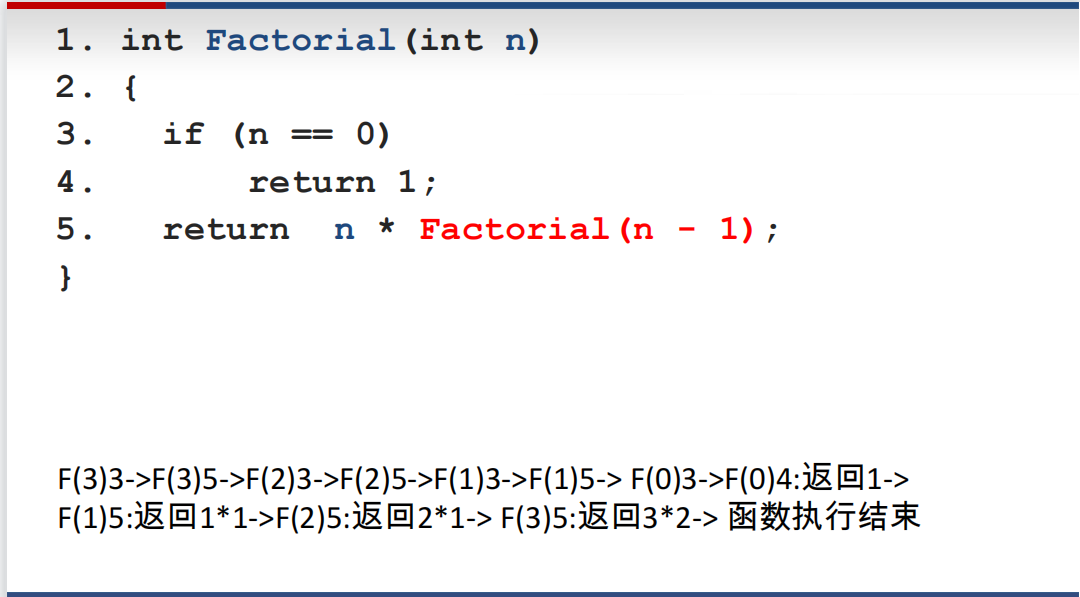 1. int Factorial(int n)
2. {
3. if (n == 0)
4. return 1;
5. return n * Factorial(n - 1);
}
F(3)3->F(3)5->F(2)3->F(2)5->F(1)3->F(1)5-> F(0)3->F(0)4:返回1->
F(1)5:返回1*1->F(2)5:返回2*1-> F(3)5:返回3*2-> 函数执行结束